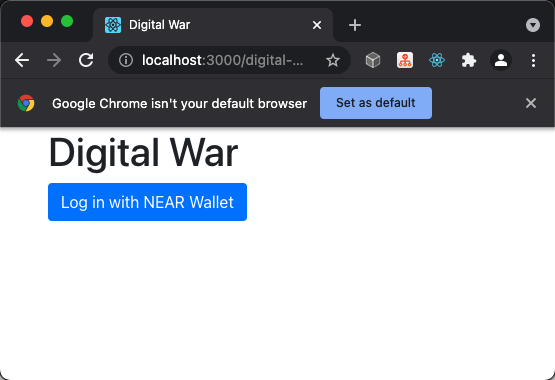 Digital War
localhost:3000/digital-...
Google Chrome isn't your default browser
Set as default
Digital War
Log in with NEAR Wallet